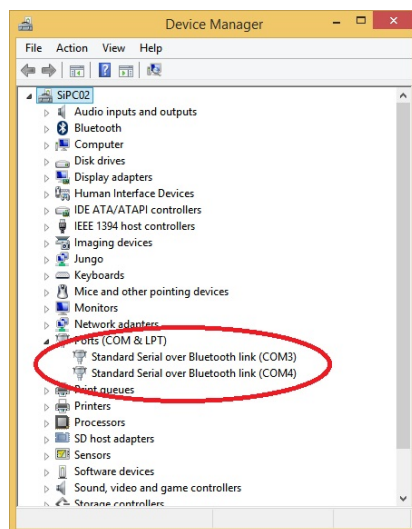 Device Manager
File Action View Help
SiPC02
Audio inputs and outputs
Bluetooth
Computer
Disk drives
Display adapters
Human Interface Devices
IDE ATA/ATAPI controllers
IEEE 1394 host controllers
Imaging devices
Jungo
Keyboards
Mice and other pointing devices
Monitors
Network adapters
Ports (COM & LPT)
Standard Serial over Bluetooth link (COM3)
Standard Serial over Bluetooth link (COM4)
Print queues
Printers
Processors
SD host adapters
Sensors
Software devices
Sound, video and game controllers
Storage controllers